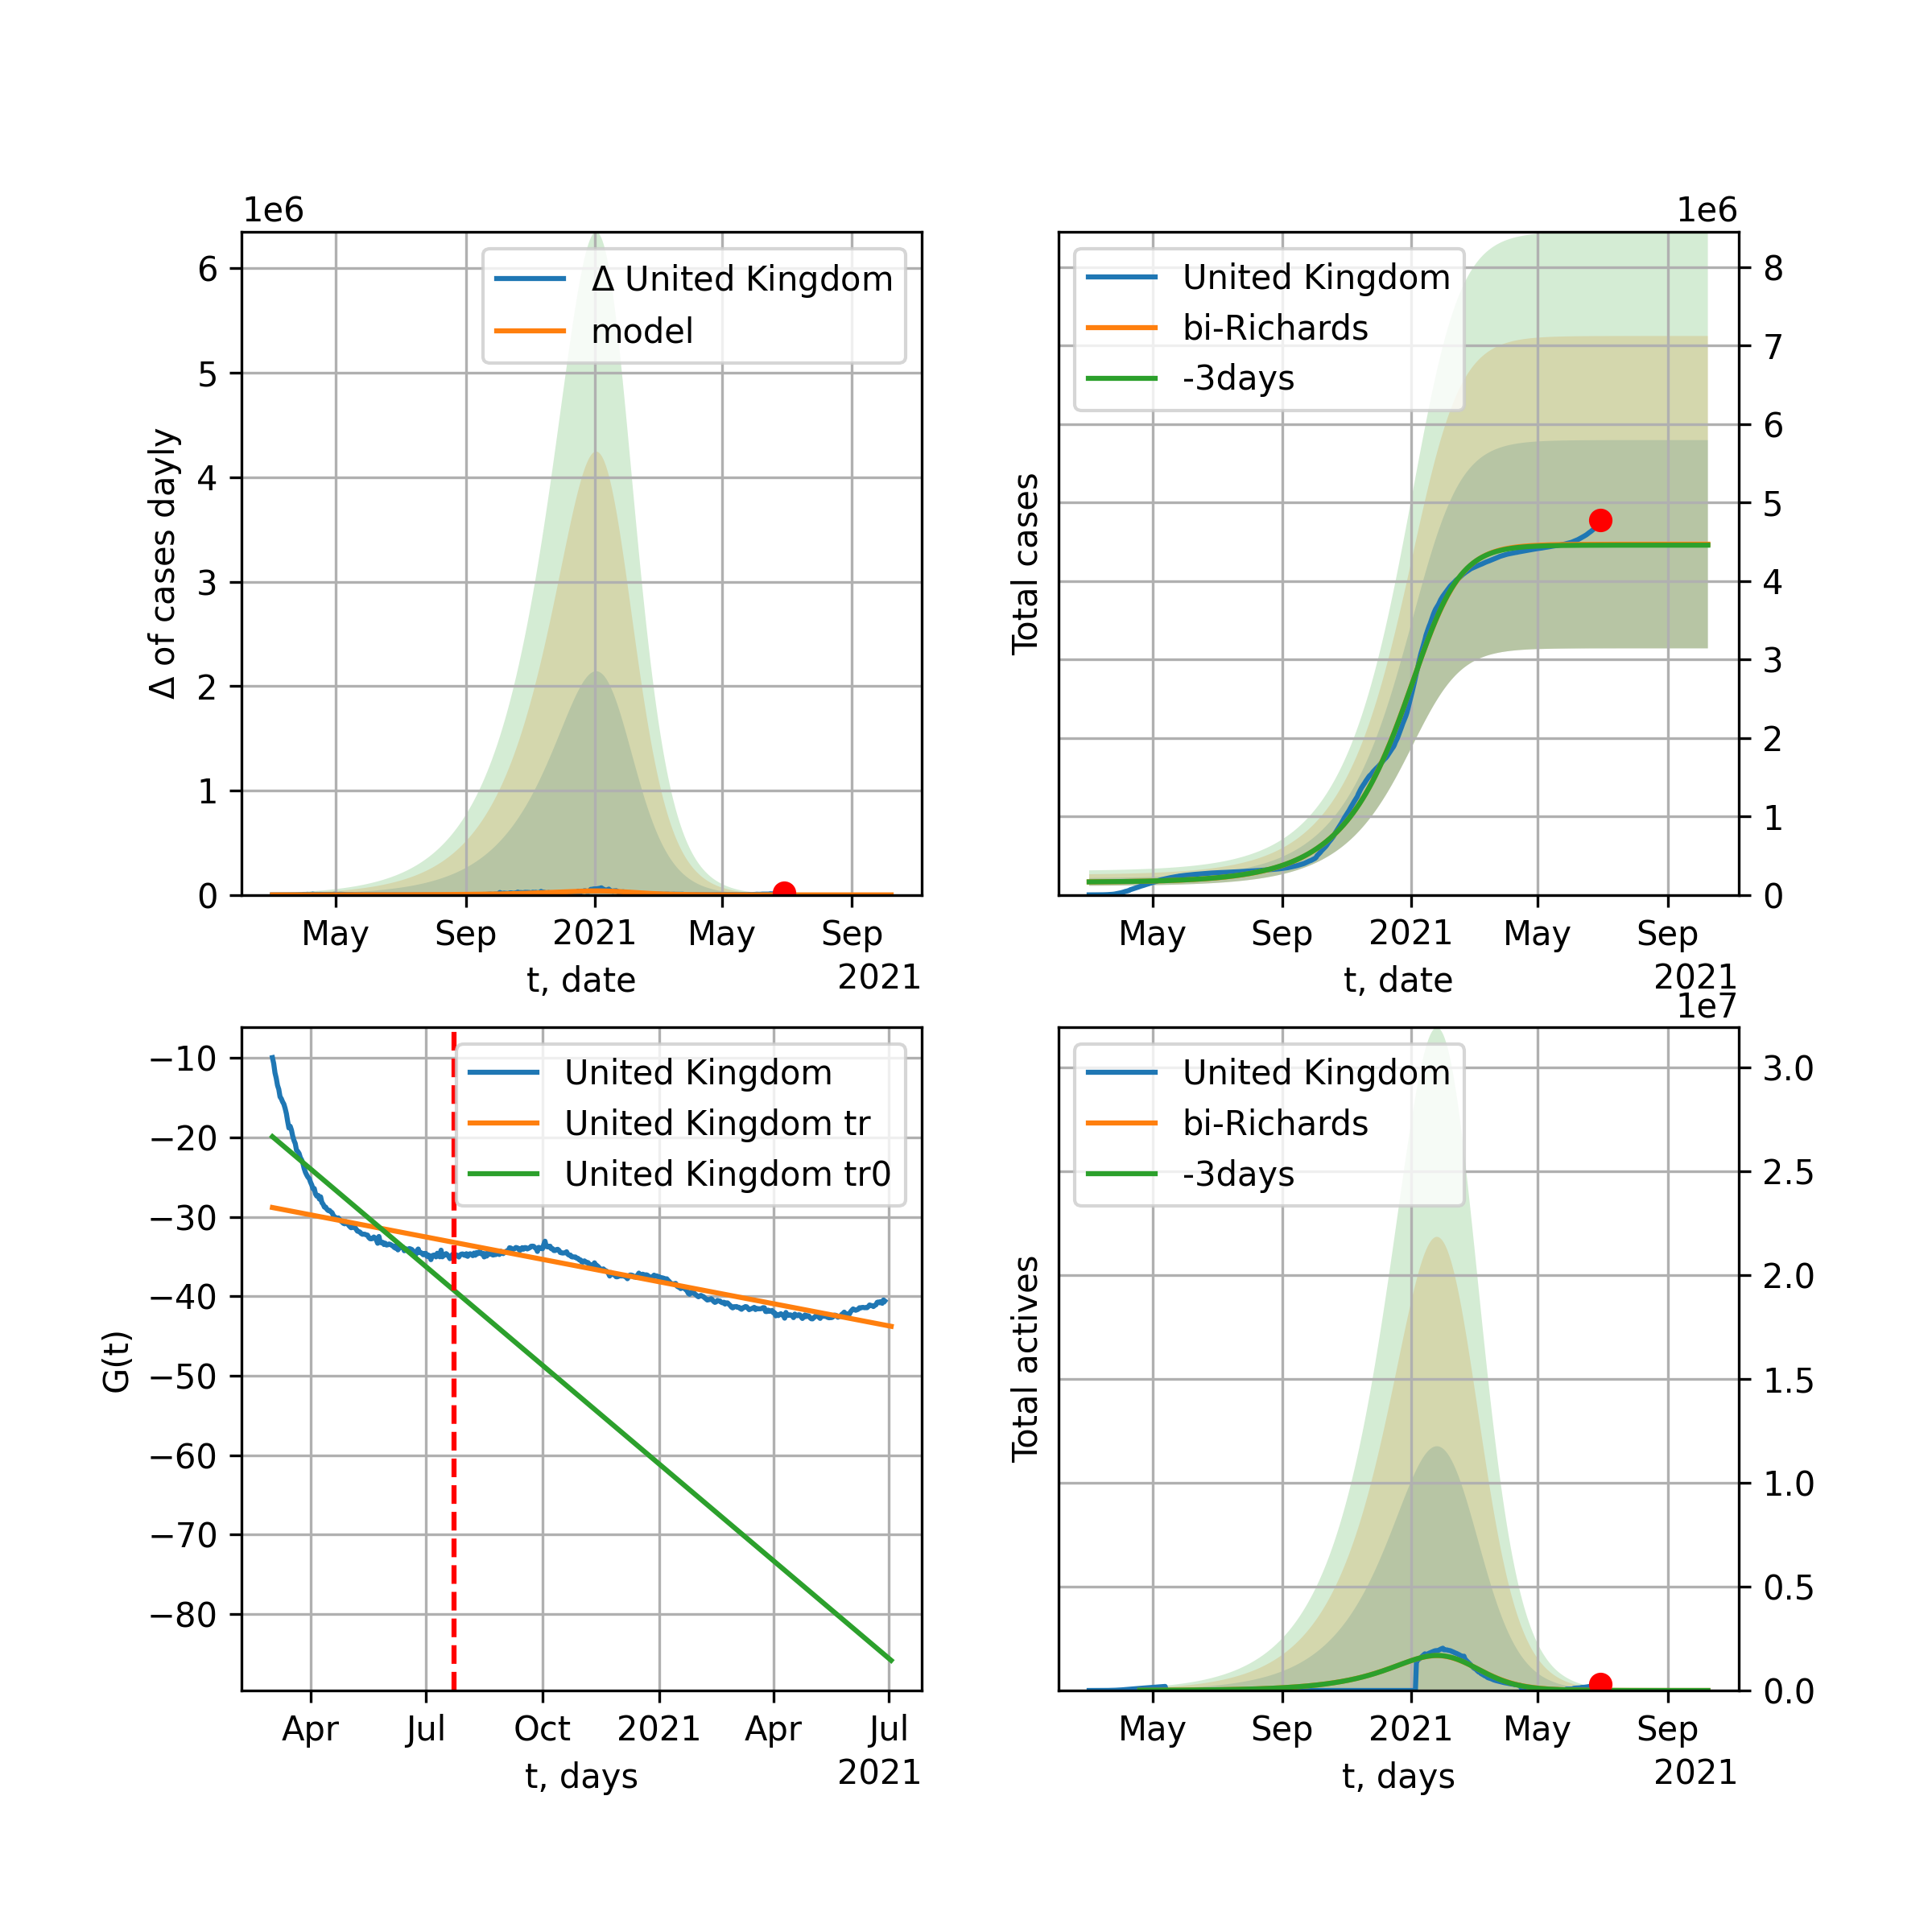 1e6
Δ United Kingdom
model
6
5
4
3
2
1
0
Δ of cases dayly
May Sep 2021 May Sep
t, date
2021
1e6
United Kingdom
bi-Richards
-3days
8
7
6
5
4
3
2
1
0
Total cases
May Sep 2021 May Sep
t, date
2021
United Kingdom
United Kingdom tr
United Kingdom tr0
−10
−20
−30
−40
−50
−60
−70
−80
G(t)
Apr Jul Oct 2021 Apr Jul
t, days
2021
1e7
United Kingdom
bi-Richards
-3days
3.0
2.5
2.0
1.5
1.0
0.5
0.0
Total actives
May Sep 2021 May Sep
t, days
2021